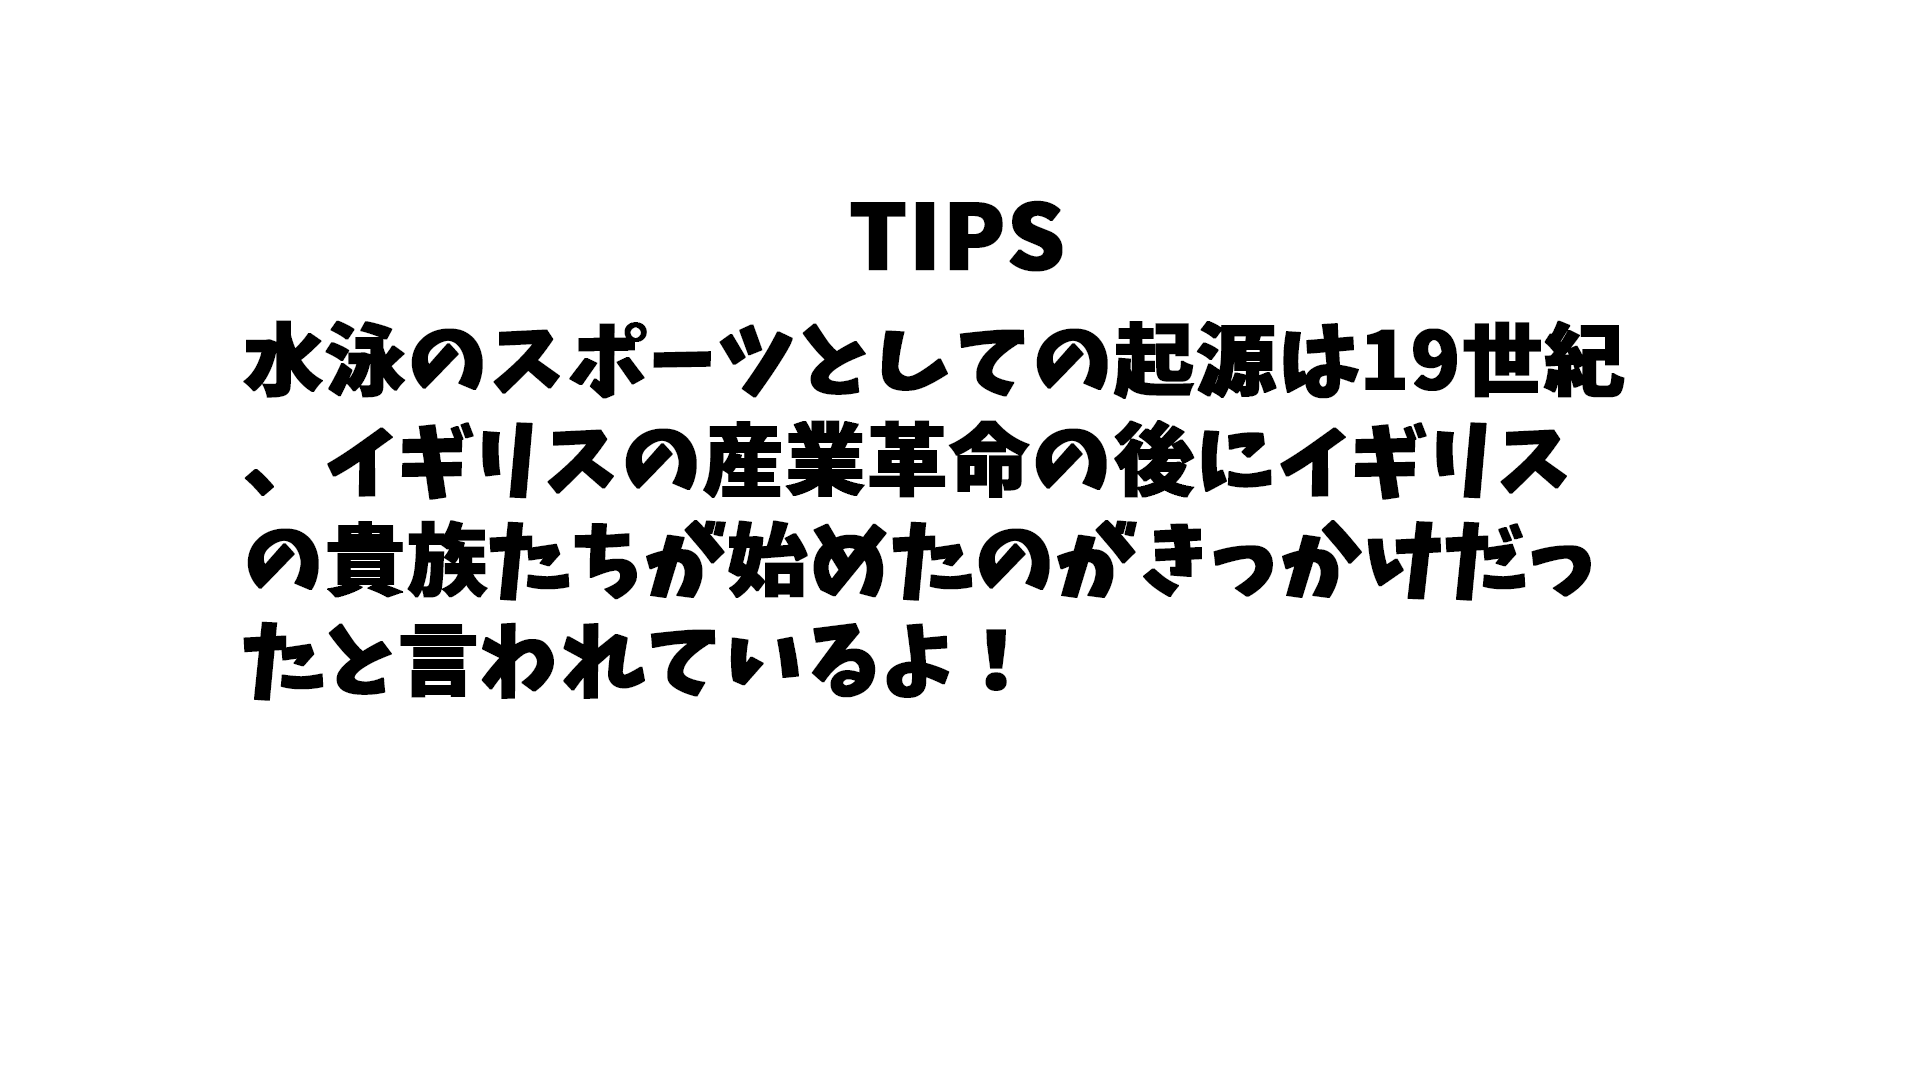 TIPS
水泳のスポーツとしての起源は19世紀
、イギリスの産業革命の後にイギリス
の貴族たちが始めたのがきっかけだっ
たと言われているよ！